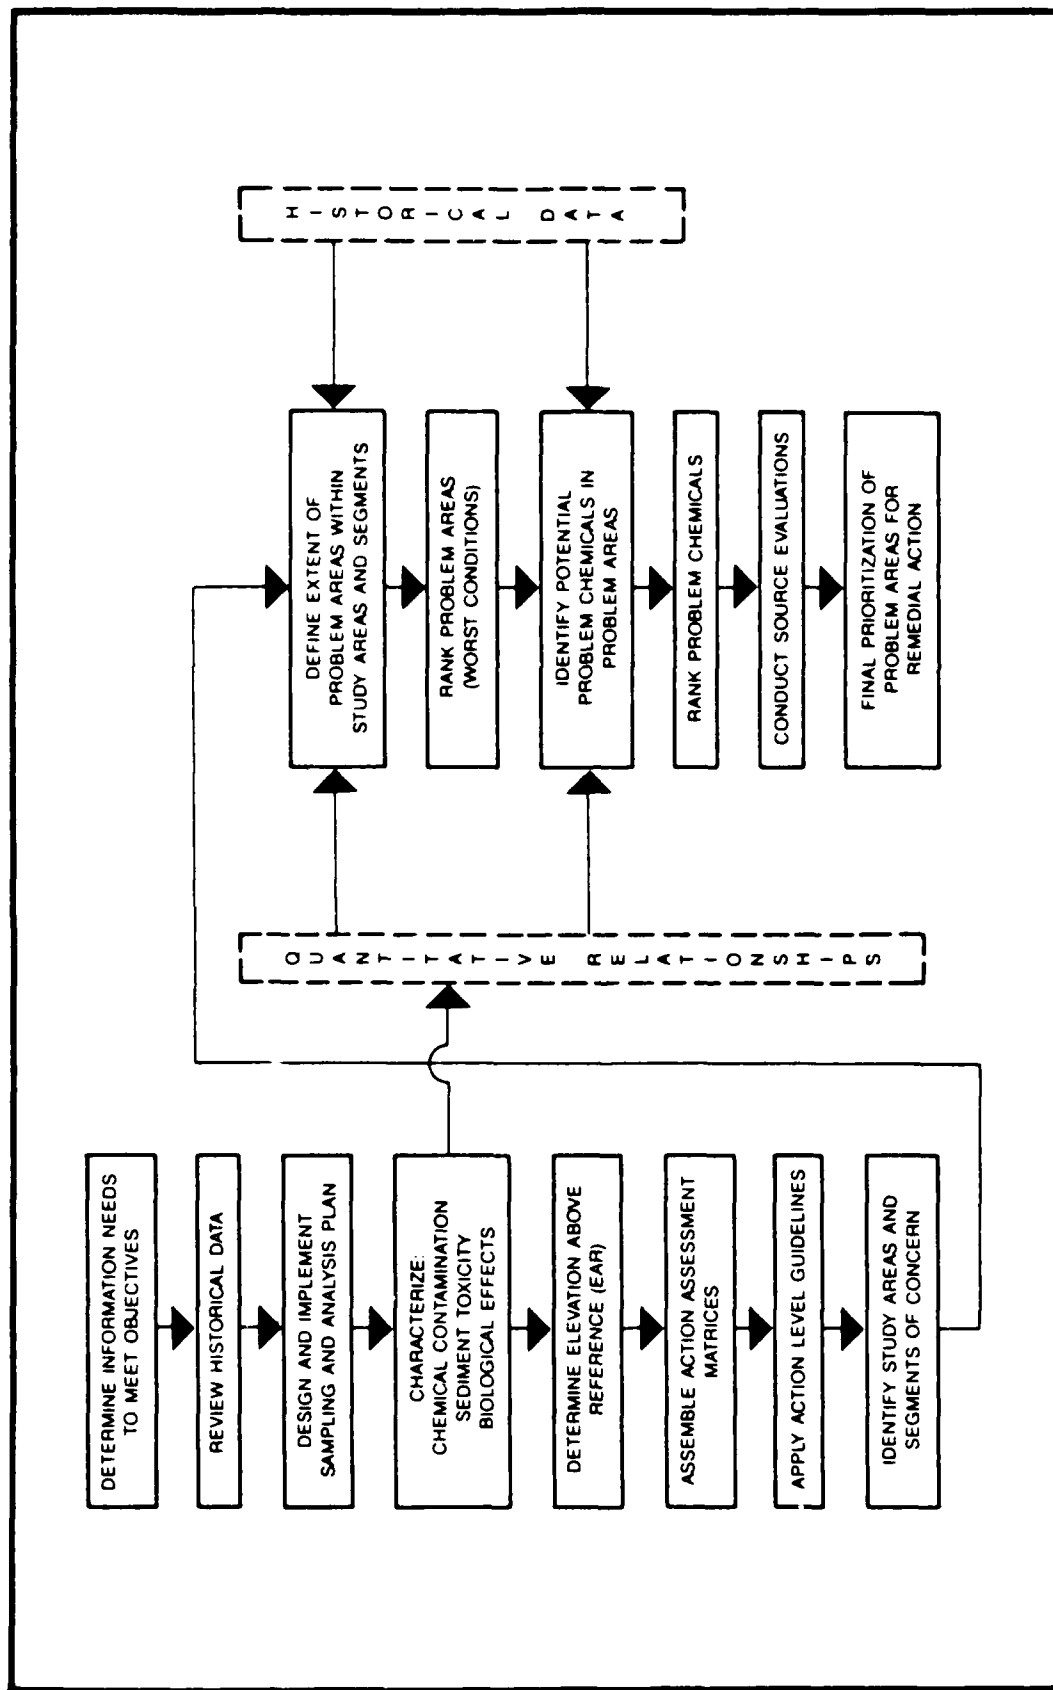 DETERMINE INFORMATION NEEDS
TO MEET OBJECTIVES
REVIEW HISTORICAL DATA
DESIGN AND IMPLEMENT
SAMPLING AND ANALYSIS PLAN
CHARACTERIZE:
CHEMICAL CONTAMINATION
SEDIMENT TOXICITY
BIOLOGICAL EFFECTS
DETERMINE ELEVATION ABOVE
REFERENCE (EAR)
ASSEMBLE ACTION ASSESSMENT
MATRICES
APPLY ACTION LEVEL GUIDELINES
IDENTIFY STUDY AREAS AND
SEGMENTS OF CONCERN
QUANTITATIVE RELATIONSHIPS
DEFINE EXTENT OF
PROBLEM AREAS WITHIN
STUDY AREAS AND SEGMENTS
RANK PROBLEM AREAS
(WORST CONDITIONS)
IDENTIFY POTENTIAL
PROBLEM CHEMICALS IN
PROBLEM AREAS
RANK PROBLEM CHEMICALS
CONDUCT SOURCE EVALUATIONS
FINAL PRIORITIZATION OF
PROBLEM AREAS FOR
REMEDIAL ACTION
HISTORICAL DATA